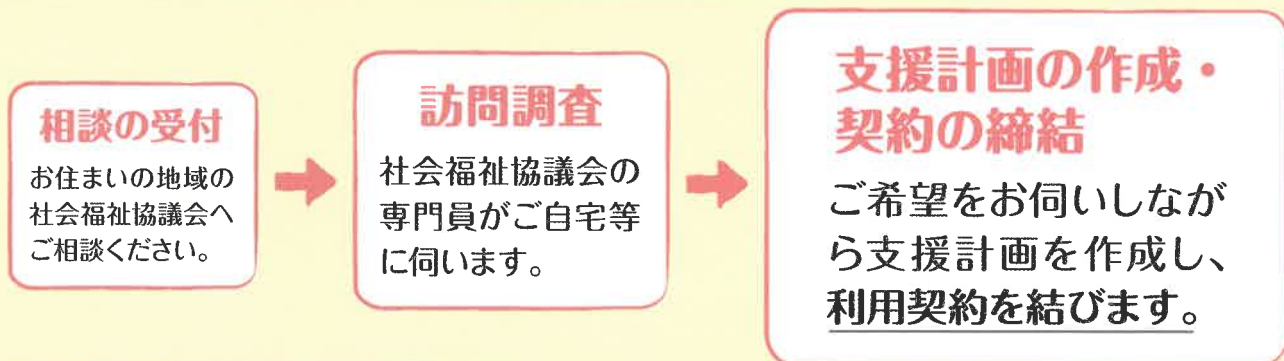 相談の受付
お住まいの地域の
社会福祉協議会へ
ご相談ください。
訪問調査
社会福祉協議会の
専門員がご自宅等
に伺います。
支援計画の作成・
契約の締結
ご希望をお伺いしなが
ら支援計画を作成し、
利用契約を結びます。